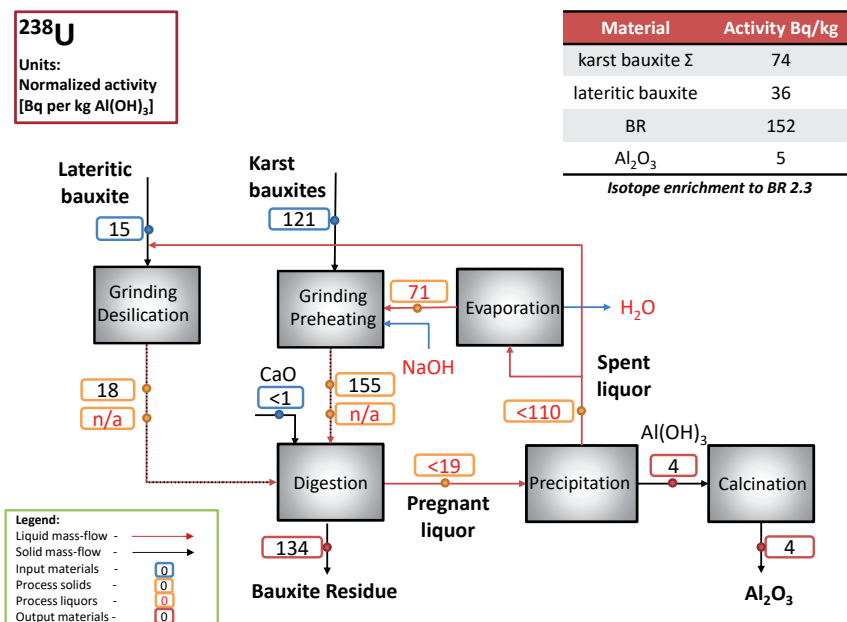 ²³⁸U
Units:
Normalized activity
[Bq per kg Al(OH)₃]
Material Activity Bq/kg
karst bauxite Σ 74
lateritic bauxite 36
BR 152
Al₂O₃ 5
Isotope enrichment to BR 2.3
Lateritic
bauxite
Karst
bauxites
15
121
Grinding
Desilication
Grinding
Preheating
71
Evaporation
H₂O
NaOH
CaO
<1
18
n/a
155
n/a
Spent
liquor
<110
Al(OH)₃
Digestion
<19
Pregnant
liquor
Precipitation
4
Calcination
134
Bauxite Residue
4
Al₂O₃
Legend:
Liquid mass-flow -
Solid mass-flow -
Input materials - 0
Process solids - 0
Process liquors - 0
Output materials - 0